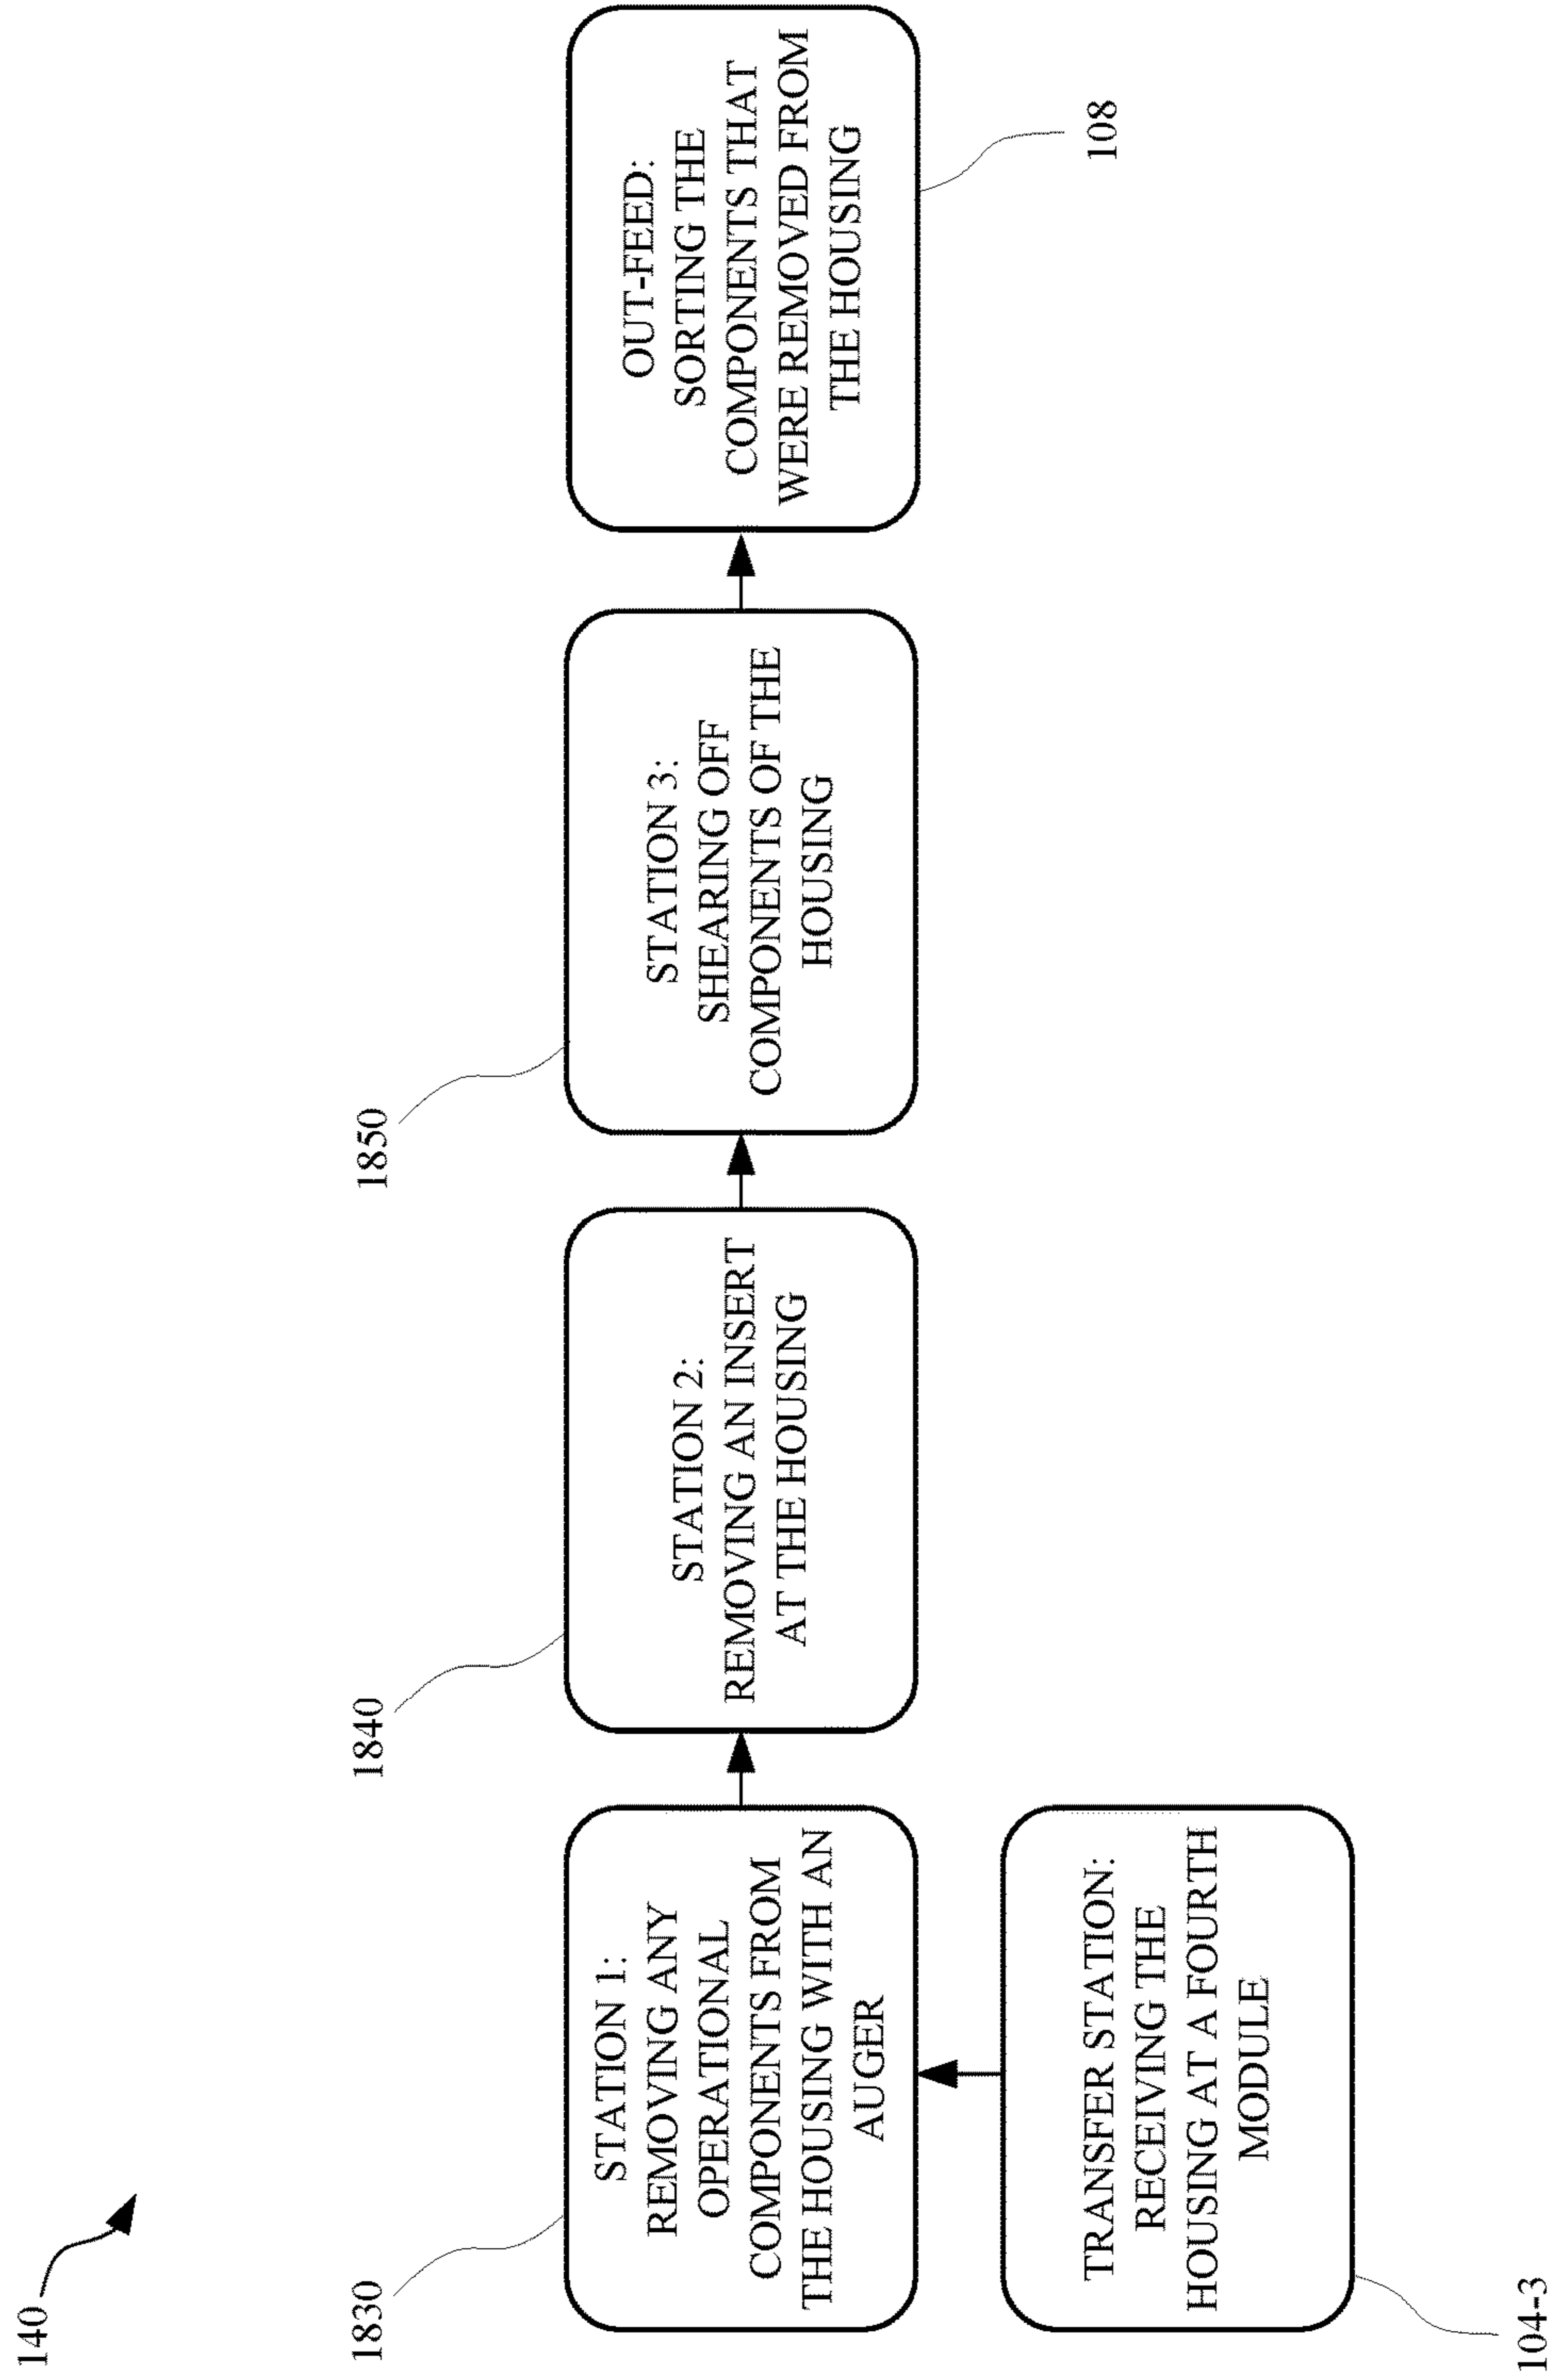 140
1830
STATION 1:
REMOVING ANY
OPERATIONAL
COMPONENTS FROM
THE HOUSING WITH AN
AUGER
1840
STATION 2:
REMOVING AN INSERT
AT THE HOUSING
1850
STATION 3:
SHEARING OFF
COMPONENTS OF THE
HOUSING
OUT-FEED:
SORTING THE
COMPONENTS THAT
WERE REMOVED FROM
THE HOUSING
108
TRANSFER STATION:
RECEIVING THE
HOUSING AT A FOURTH
MODULE
104-3